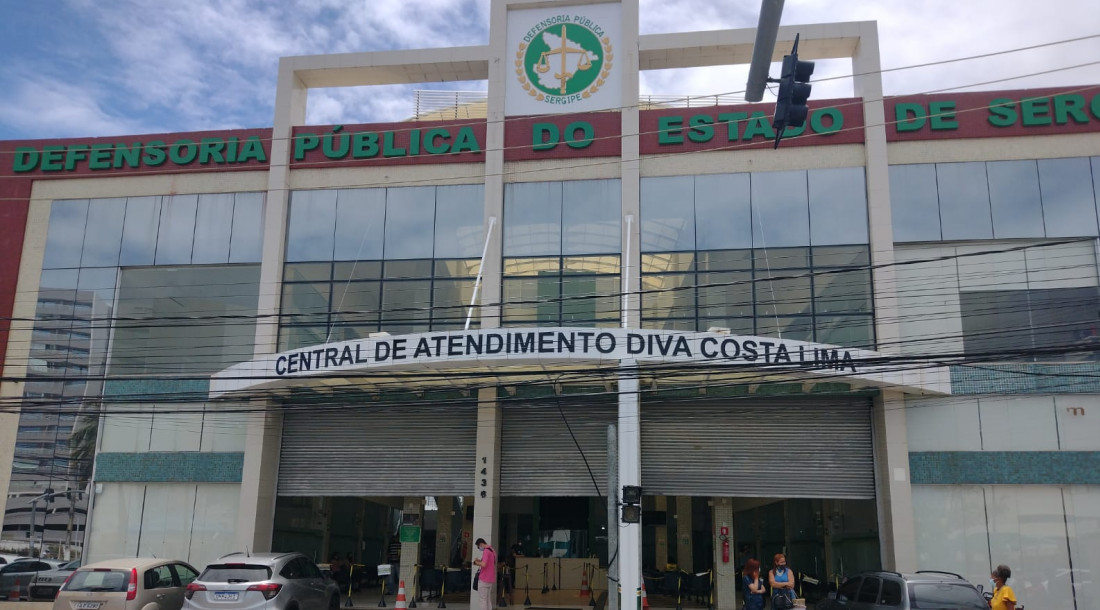 DEFENSORIA PÚBLICA
SERGIPE
DEFENSORIA PÚBLICA DO ESTADO DE SERG
CENTRAL DE ATENDIMENTO DIVA COSTA LIMA
1436
m